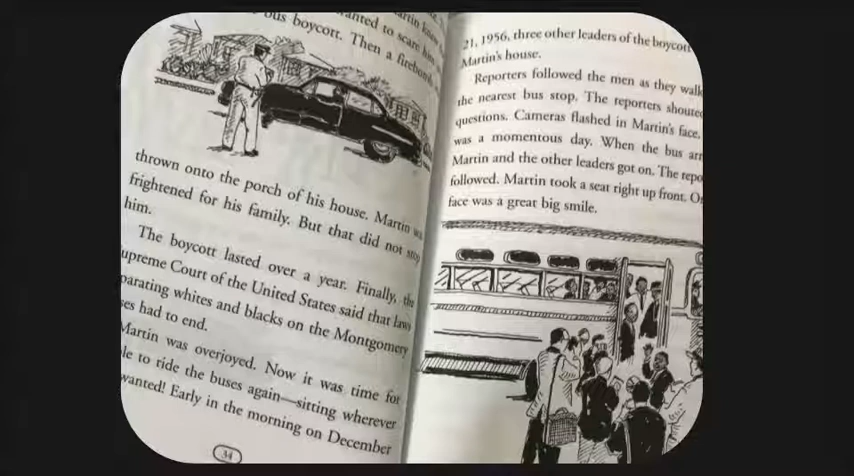 bus boycott. Then a firebomb
thrown onto the porch of his house. Martin
frightened for his family. But that did not stop
him.
The boycott lasted over a year. Finally, the
upreme Court of the United States said that laws
parating whites and blacks on the Montgomery
ses had to end.
Martin was overjoyed. Now it was time for
le to ride the buses again—sitting wherever
wanted! Early in the morning on December
34
21, 1956, three other leaders of the boycott
Martin's house.
Reporters followed the men as they walk
the nearest bus stop. The reporters shouted
questions. Cameras flashed in Martin's face.
was a momentous day. When the bus arr
Martin and the other leaders got on. The repo
followed. Martin took a seat right up front. O
face was a great big smile.